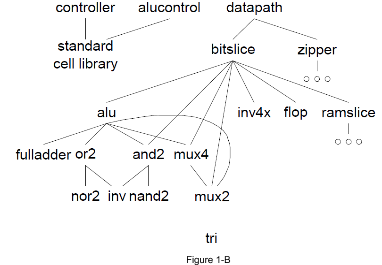 controller alucontrol datapath
standard bitslice zipper
cell library
alu inv4x flop ramslice
fulladder or2 and2 mux4
nor2 inv nand2 mux2
tri
Figure 1-B